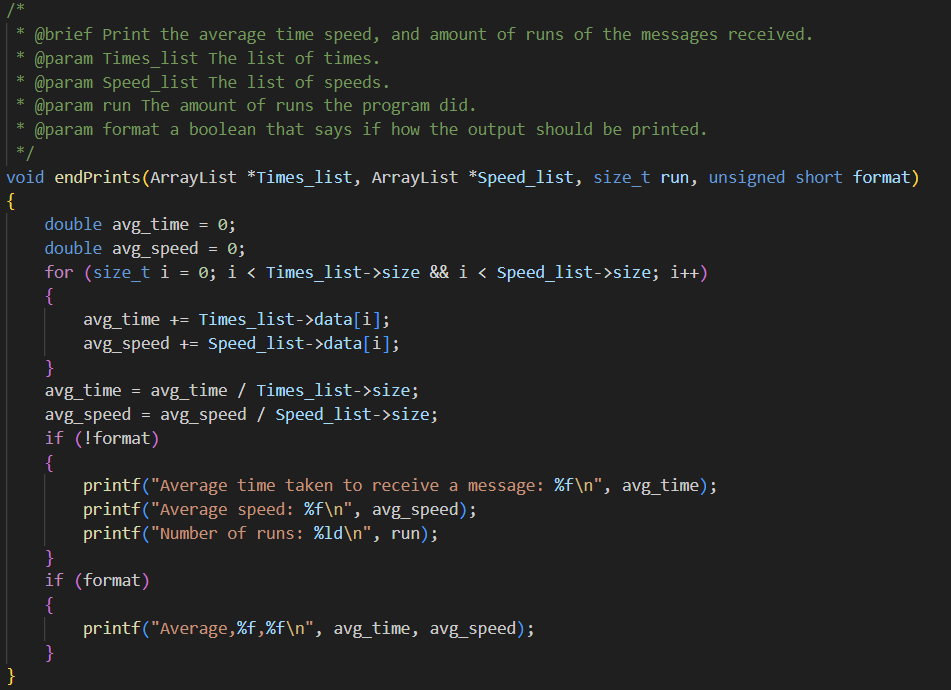 /*
 * @brief Print the average time speed, and amount of runs of the messages received.
 * @param Times_list The list of times.
 * @param Speed_list The list of speeds.
 * @param run The amount of runs the program did.
 * @param format a boolean that says if how the output should be printed.
 */
void endPrints(ArrayList *Times_list, ArrayList *Speed_list, size_t run, unsigned short format)
{
    double avg_time = 0;
    double avg_speed = 0;
    for (size_t i = 0; i < Times_list->size && i < Speed_list->size; i++)
    {
        avg_time += Times_list->data[i];
        avg_speed += Speed_list->data[i];
    }
    avg_time = avg_time / Times_list->size;
    avg_speed = avg_speed / Speed_list->size;
    if (!format)
    {
        printf("Average time taken to receive a message: %f\n", avg_time);
        printf("Average speed: %f\n", avg_speed);
        printf("Number of runs: %ld\n", run);
    }
    if (format)
    {
        printf("Average,%f,%f\n", avg_time, avg_speed);
    }
}